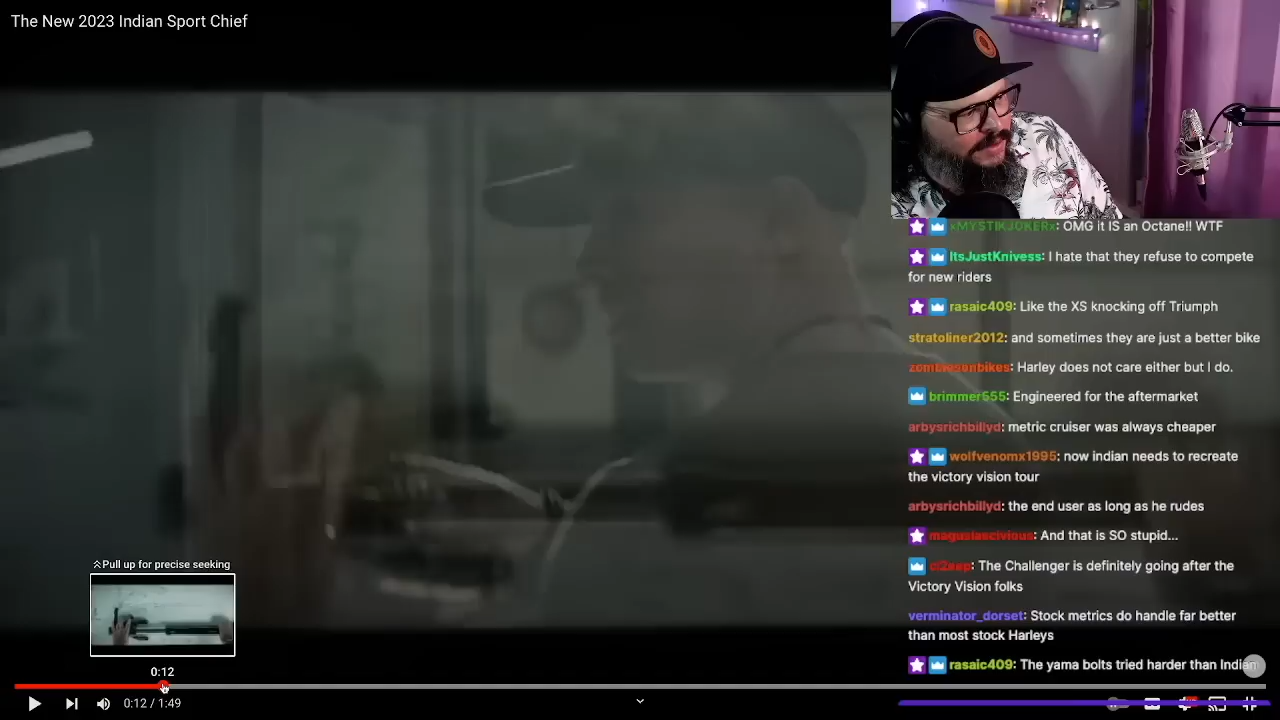 The New 2023 Indian Sport Chief
xMYSTIKJOKERx: OMG it IS an Octane!! WTF
ItsJustKnivess: I hate that they refuse to compete
for new riders
rasaic409: Like the XS knocking off Triumph
stratoliner2012: and sometimes they are just a better bike
zombiesonbikes: Harley does not care either but I do.
brimmer555: Engineered for the aftermarket
arbysrichbillyd: metric cruiser was always cheaper
wolfvenomx1995: now indian needs to recreate
the victory vision tour
arbysrichbillyd: the end user as long as he rudes
maguslascivious: And that is SO stupid...
The Challenger is definitely going after the
Victory Vision folks
verminator_dorset: Stock metrics do handle far better
than most stock Harleys
rasaic409: The yama bolts tried harder than Indian
Pull up for precise seeking
0:12
0:12 / 1:49